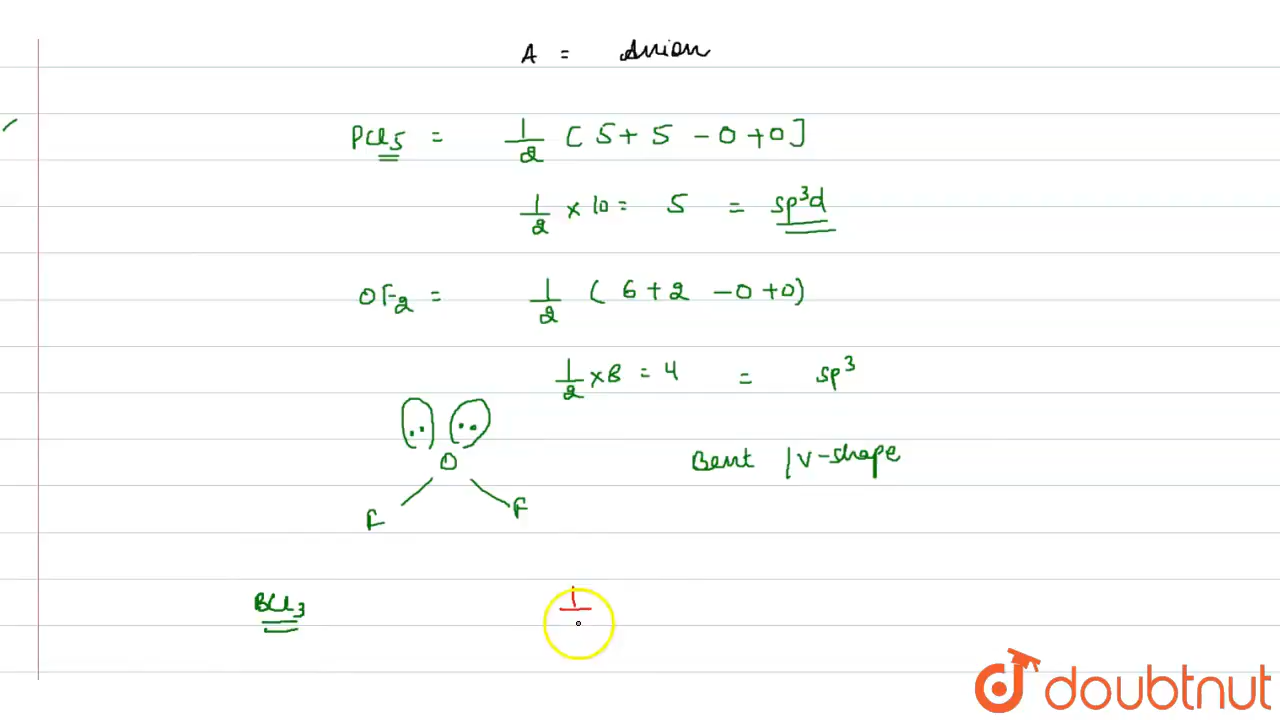 A = Anion
PCl5 = 1/2 [ 5 + 5 - 0 + 0 ]
1/2 × 10 = 5 = sp³d
OF2 = 1/2 ( 6 + 2 - 0 + 0 )
1/2 × 8 = 4 = sp³
O
Bent / V-shape
F F
BCl3 1
doubtnut